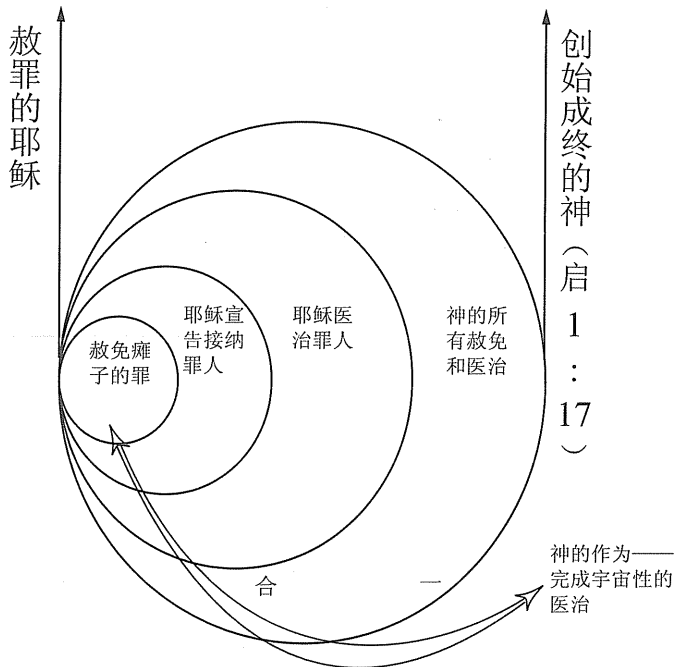 赦罪的耶稣
创始成终的神（启1:17）
赦免瘫
子的罪
耶稣宣
告接纳
罪人
耶稣医
治罪人
神的所
有赦免
和医治
合一
神的作为——
完成宇宙性的
医治